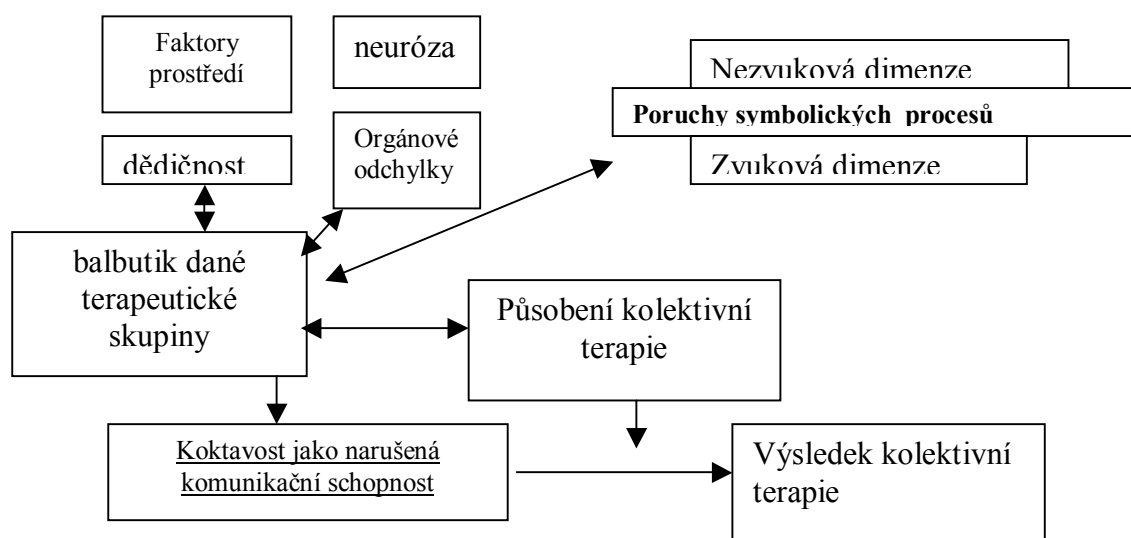 Faktory
prostředí
neuróza
Nezvuková dimenze
Poruchy symbolických procesů
Zvuková dimenze
dědičnost
Orgánové
odchylky
balbutik dané
terapeutické
skupiny
Působení kolektivní
terapie
Koktavost jako narušená
komunikační schopnost
Výsledek kolektivní
terapie